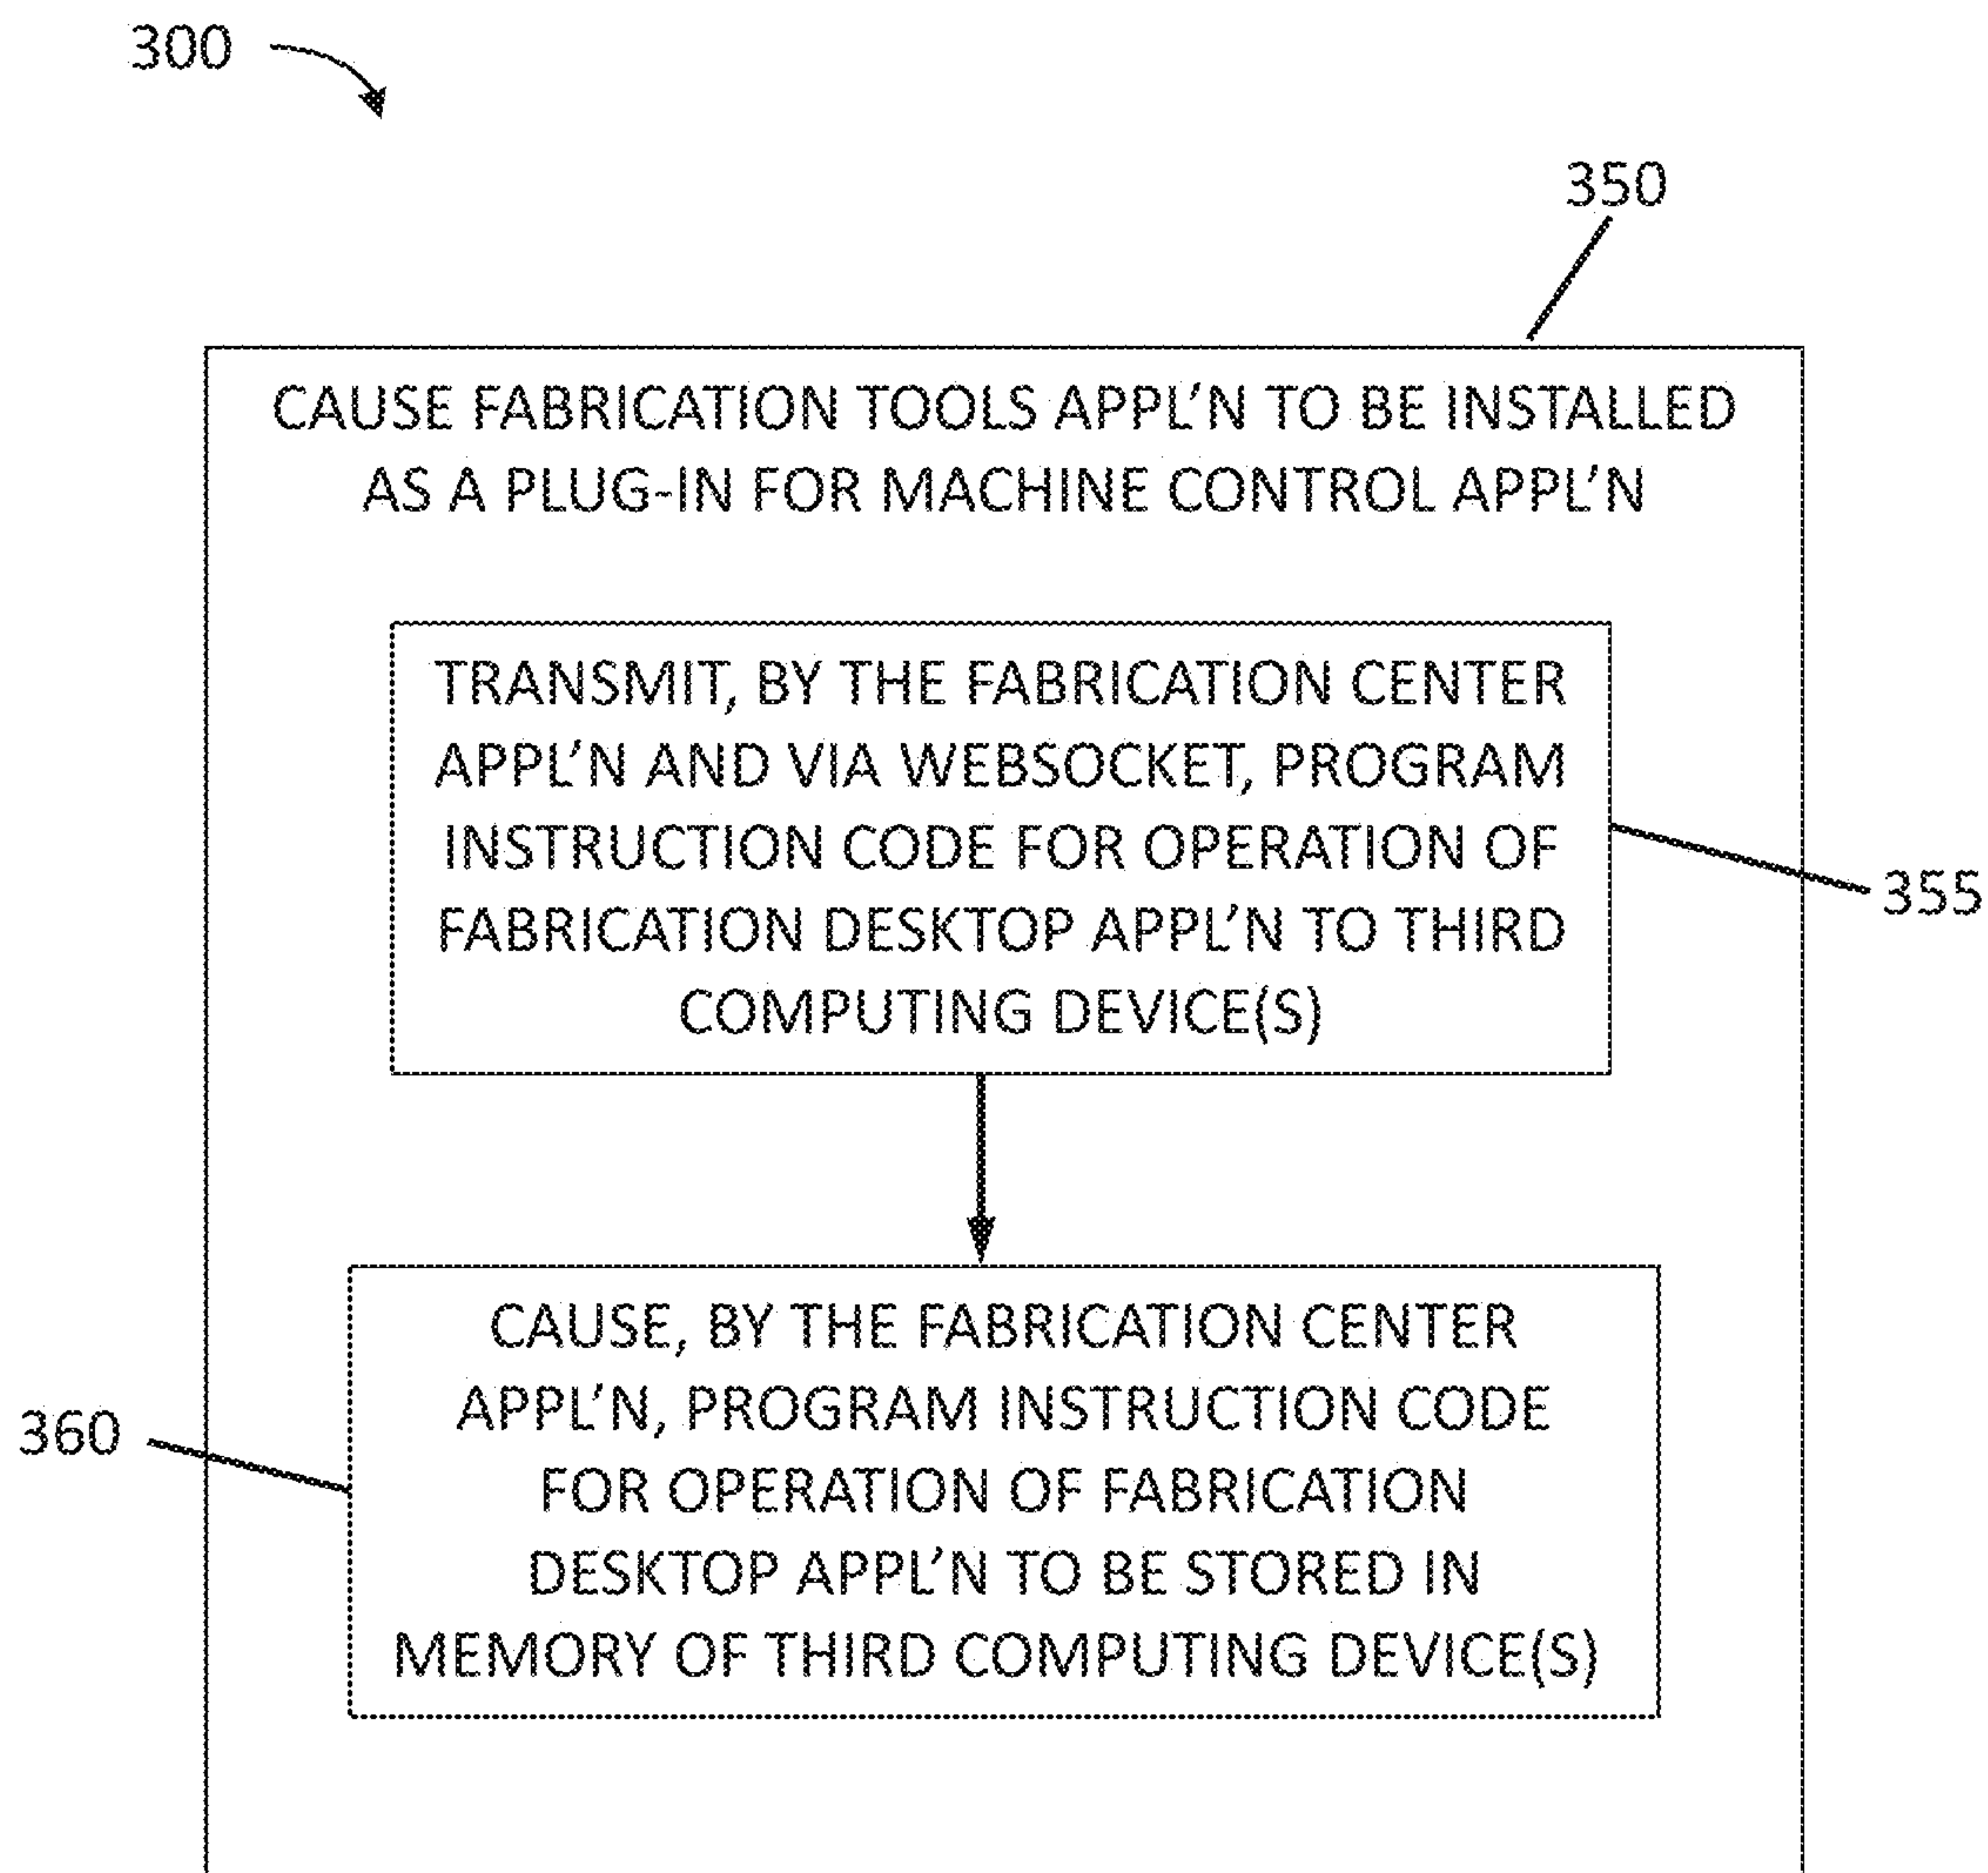 300
350
CAUSE FABRICATION TOOLS APPL'N TO BE INSTALLED
AS A PLUG-IN FOR MACHINE CONTROL APPL'N
TRANSMIT, BY THE FABRICATION CENTER
APPL'N AND VIA WEBSOCKET, PROGRAM
INSTRUCTION CODE FOR OPERATION OF
FABRICATION DESKTOP APPL'N TO THIRD
COMPUTING DEVICE(S)
355
CAUSE, BY THE FABRICATION CENTER
APPL'N, PROGRAM INSTRUCTION CODE
FOR OPERATION OF FABRICATION
DESKTOP APPL'N TO BE STORED IN
MEMORY OF THIRD COMPUTING DEVICE(S)
360